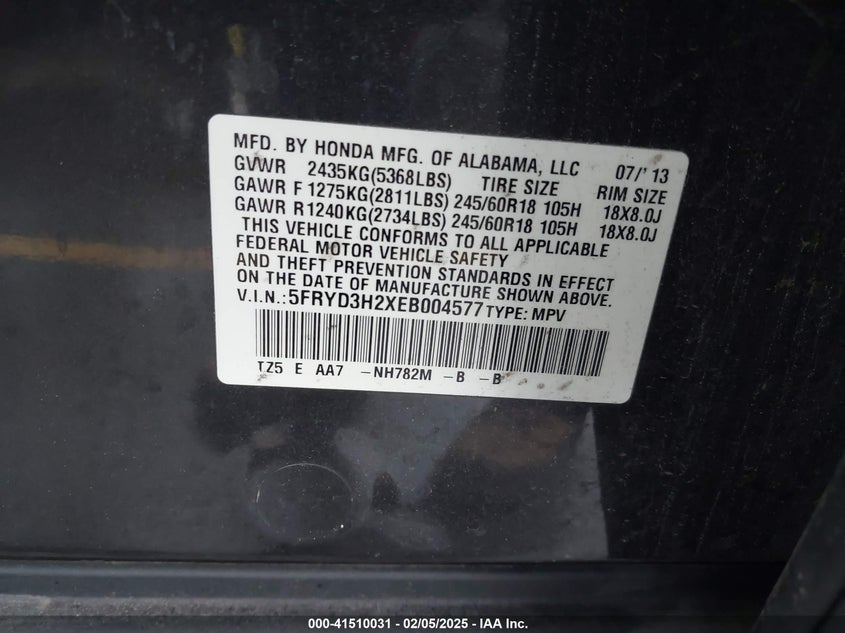 MFD. BY HONDA MFG. OF ALABAMA, LLC 07/'13
GVWR 2435KG(5368LBS) TIRE SIZE RIM SIZE
GAWR F 1275KG(2811LBS) 245/60R18 105H 18X8.0J
GAWR R1240KG(2734LBS) 245/60R18 105H 18X8.0J
THIS VEHICLE CONFORMS TO ALL APPLICABLE
FEDERAL MOTOR VEHICLE SAFETY
AND THEFT PREVENTION STANDARDS IN EFFECT
ON THE DATE OF MANUFACTURE SHOWN ABOVE.
V.I.N.:5FRYD3H2XEB004577 TYPE: MPV
TZ5 E AA7 -NH782M -B -B
000-41510031 - 02/05/2025 - IAA Inc.